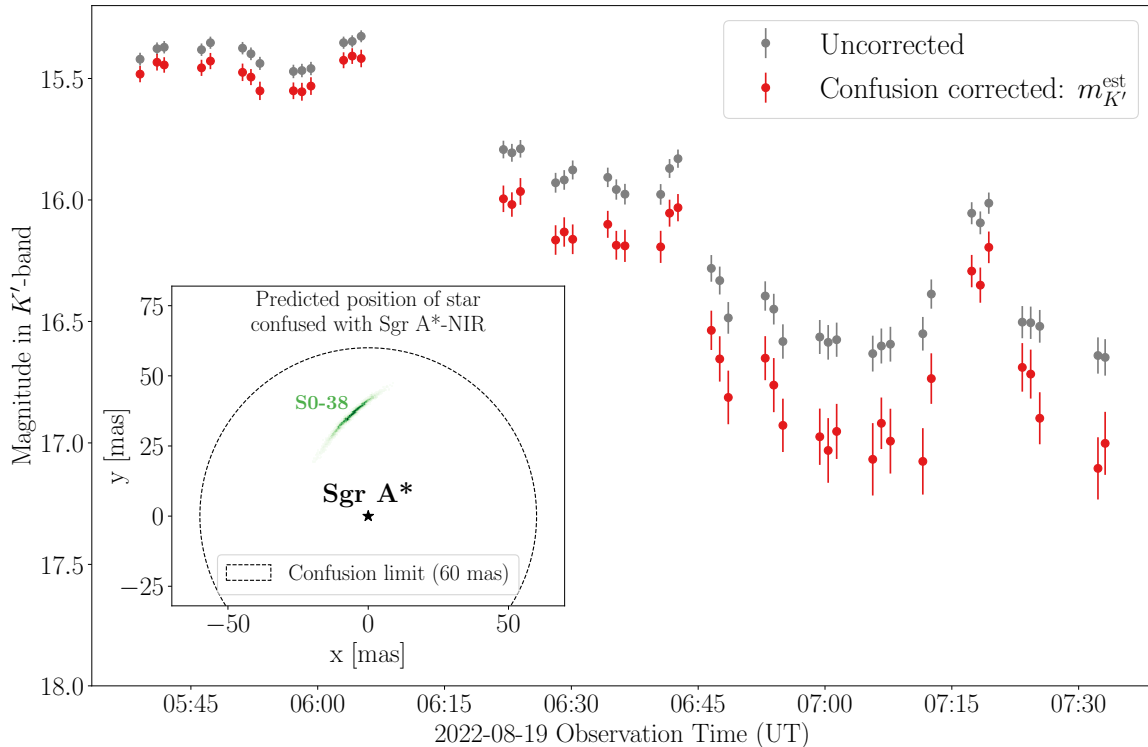 15.5
16.0
16.5
17.0
17.5
18.0
Magnitude in K′-band
Uncorrected
Confusion corrected: m_{K′}^{est}
Predicted position of star
confused with Sgr A*-NIR
75
50
25
0
−25
y [mas]
S0-38
Sgr A*
Confusion limit (60 mas)
−50
0
50
x [mas]
05:45
06:00
06:15
06:30
06:45
07:00
07:15
07:30
2022-08-19 Observation Time (UT)